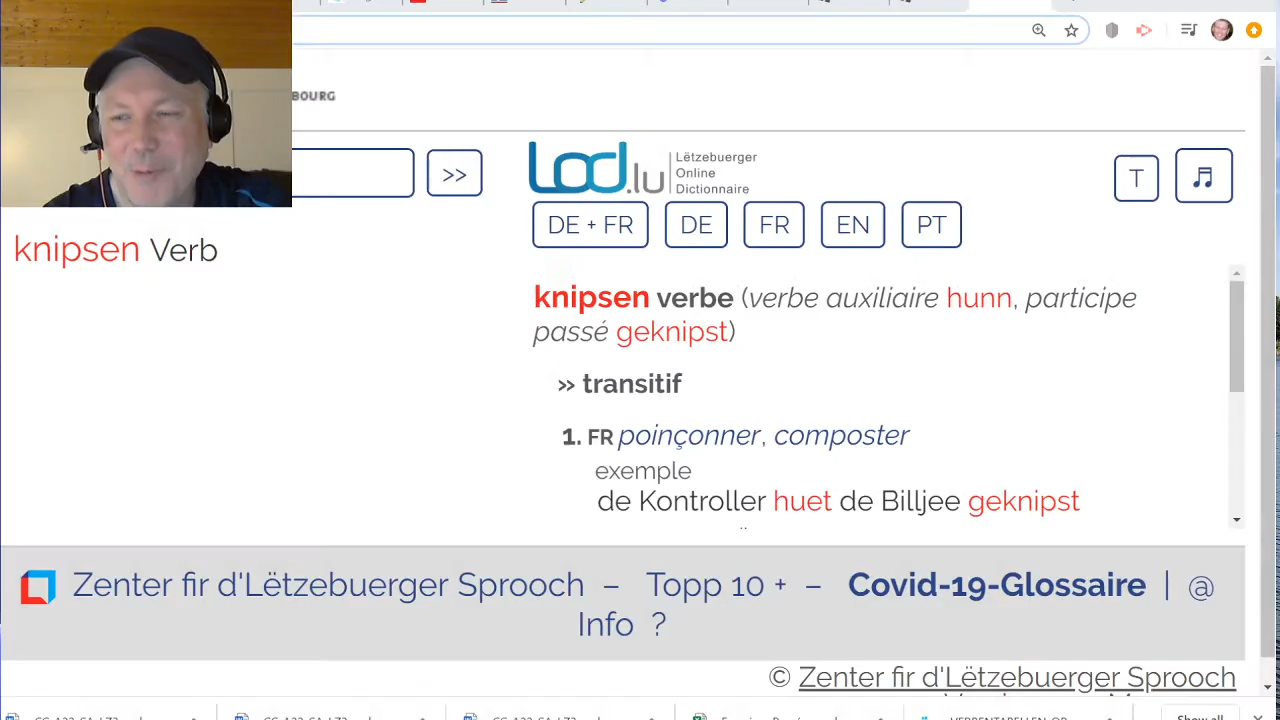 BOURG
>>
Lod.lu
Lëtzebuerger
Online
Dictionnaire
T
DE + FR
DE
FR
EN
PT
knipsen Verb
knipsen verbe (verbe auxiliaire hunn, participe
passé geknipst)
» transitif
1. FR poinçonner, composter
exemple
de Kontroller huet de Billjee geknipst
Zenter fir d'Lëtzebuerger Sprooch – Topp 10 + – Covid-19-Glossaire | @
Info ?
© Zenter fir d'Lëtzebuerger Sprooch